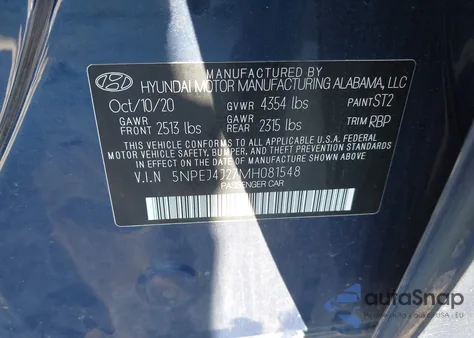 MANUFACTURED BY
HYUNDAI MOTOR MANUFACTURING ALABAMA, LLC
Oct/10/20 GVWR 4354 lbs PAINT ST2
GAWR FRONT 2513 lbs GAWR REAR 2315 lbs TRIM RBP
THIS VEHICLE CONFORMS TO ALL APPLICABLE U.S.A. FEDERAL
MOTOR VEHICLE SAFETY, BUMPER, AND THEFT PREVENTION STANDARDS
IN EFFECT ON THE DATE OF MANUFACTURE SHOWN ABOVE.
V.I.N 5NPEJ4J27MH081548
PASSENGER CAR
autoSnap